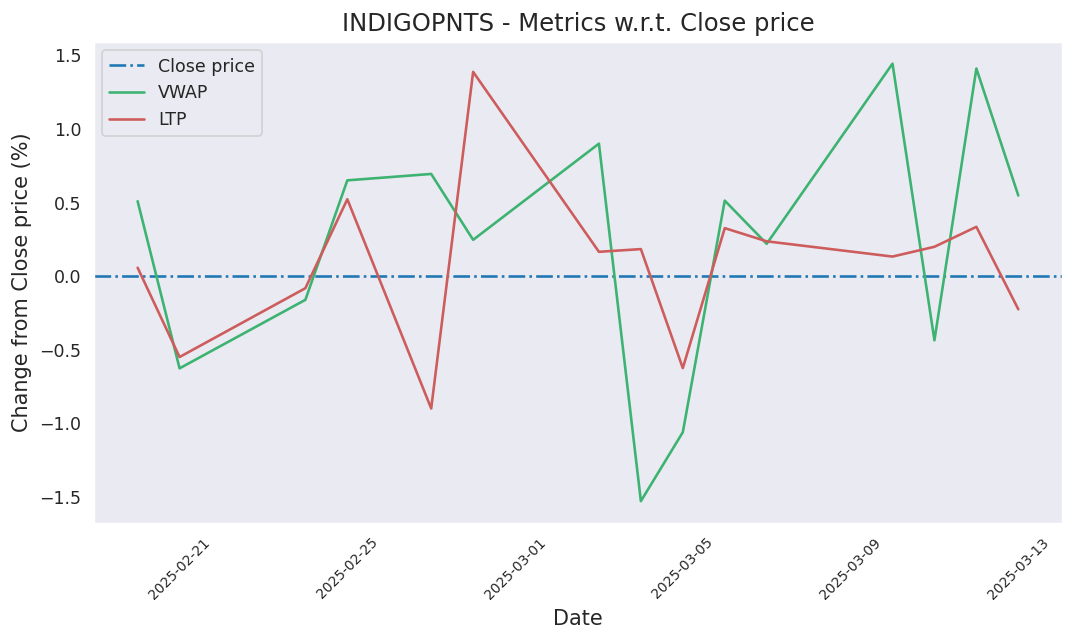 INDIGOPNTS - Metrics w.r.t. Close price
Close price
VWAP
LTP
Change from Close price (%)
1.5
1.0
0.5
0.0
−0.5
−1.0
−1.5
2025-02-21
2025-02-25
2025-03-01
2025-03-05
2025-03-09
2025-03-13
Date